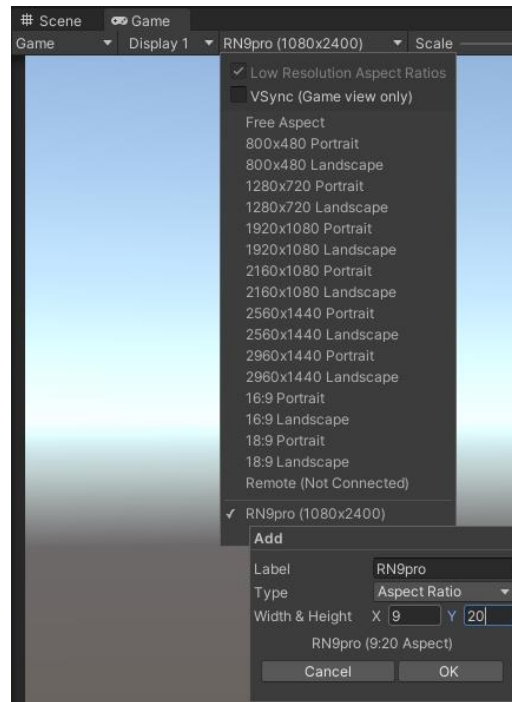 Scene Game
Game Display 1 RN9pro (1080x2400) Scale
Low Resolution Aspect Ratios
VSync (Game view only)
Free Aspect
800x480 Portrait
800x480 Landscape
1280x720 Portrait
1280x720 Landscape
1920x1080 Portrait
1920x1080 Landscape
2160x1080 Portrait
2160x1080 Landscape
2560x1440 Portrait
2560x1440 Landscape
2960x1440 Portrait
2960x1440 Landscape
16:9 Portrait
16:9 Landscape
18:9 Portrait
18:9 Landscape
Remote (Not Connected)
RN9pro (1080x2400)
Add
Label RN9pro
Type Aspect Ratio
Width & Height X 9 Y 20
RN9pro (9:20 Aspect)
Cancel OK